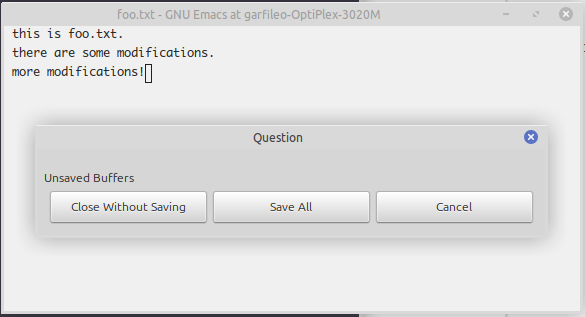 foo.txt - GNU Emacs at garfileo-OptiPlex-3020M
this is foo.txt.
there are some modifications.
more modifications!
Question
Unsaved Buffers
Close Without Saving
Save All
Cancel